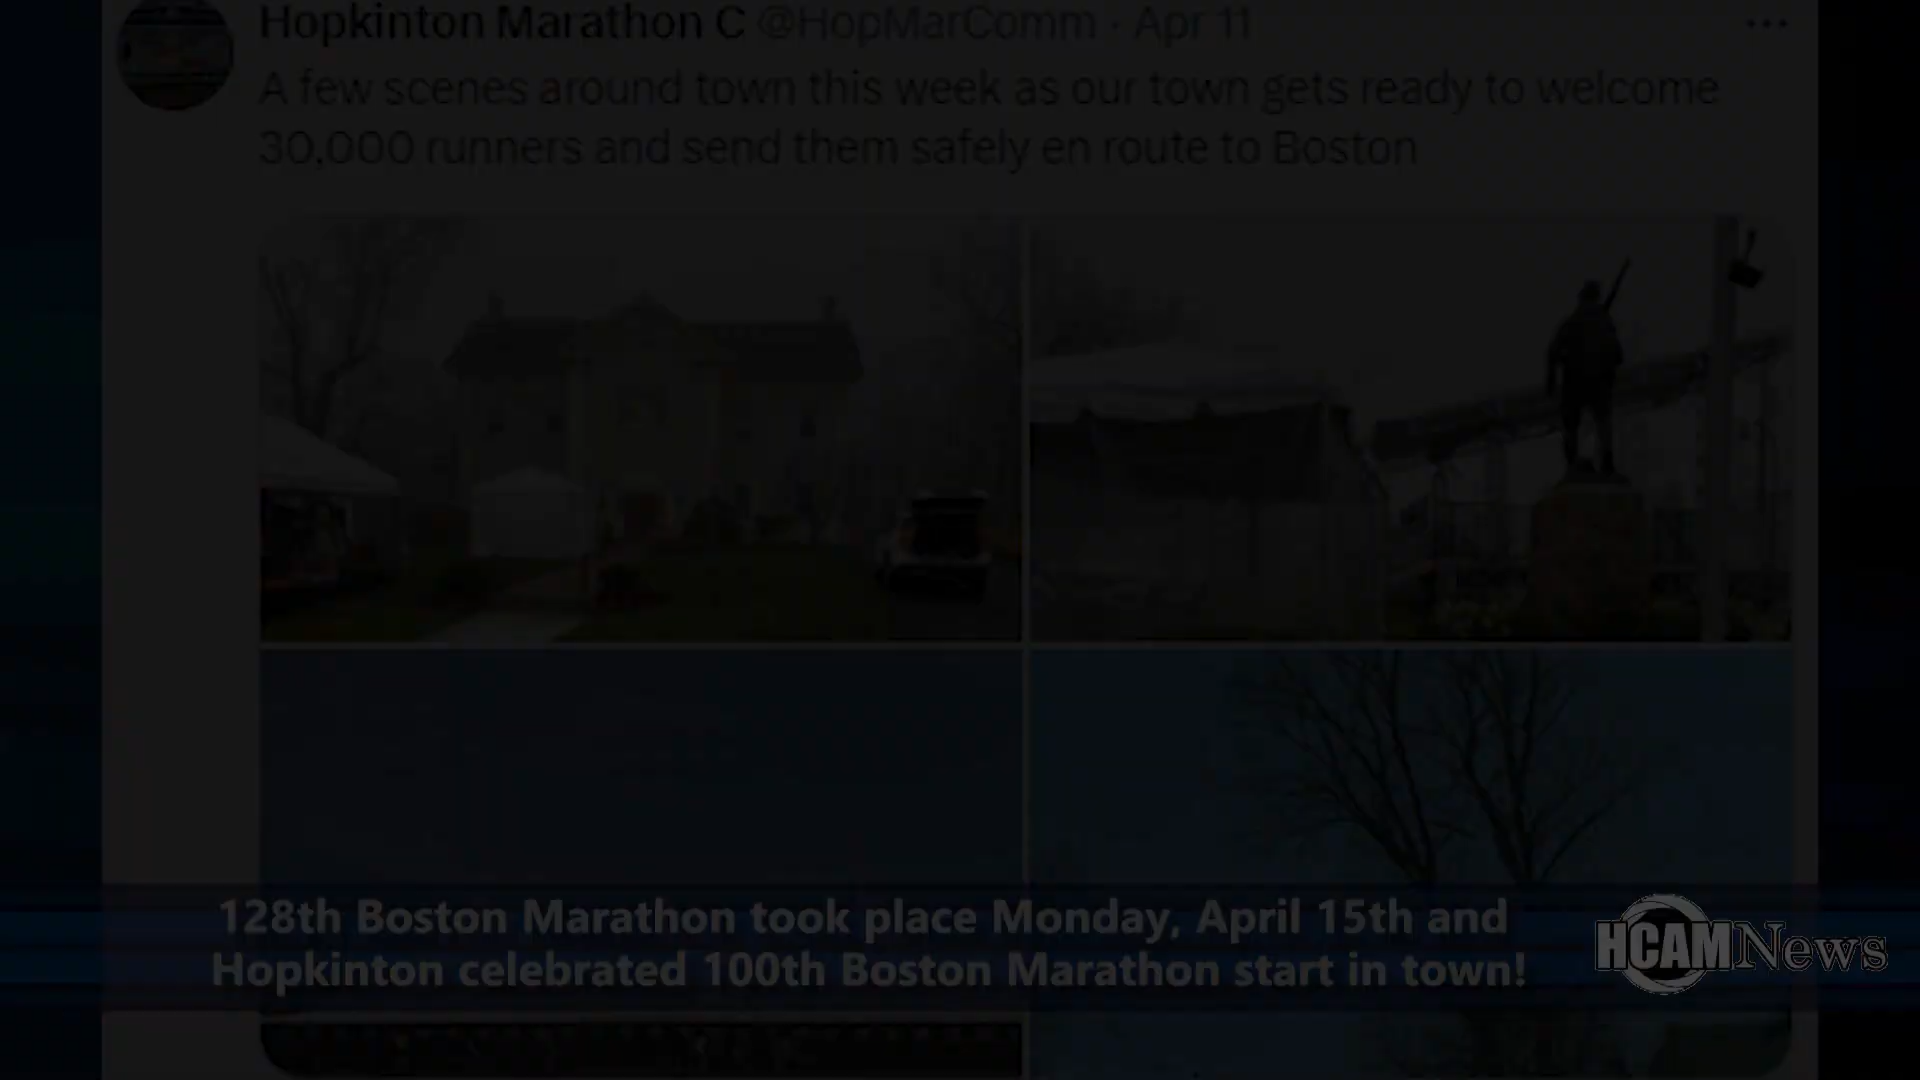 Hopkinton Marathon C @HopMarComm · Apr 11 ...
A few scenes around town this week as our town gets ready to welcome
30,000 runners and send them safely en route to Boston
128th Boston Marathon took place Monday, April 15th and
Hopkinton celebrated 100th Boston Marathon start in town!
HCAM News